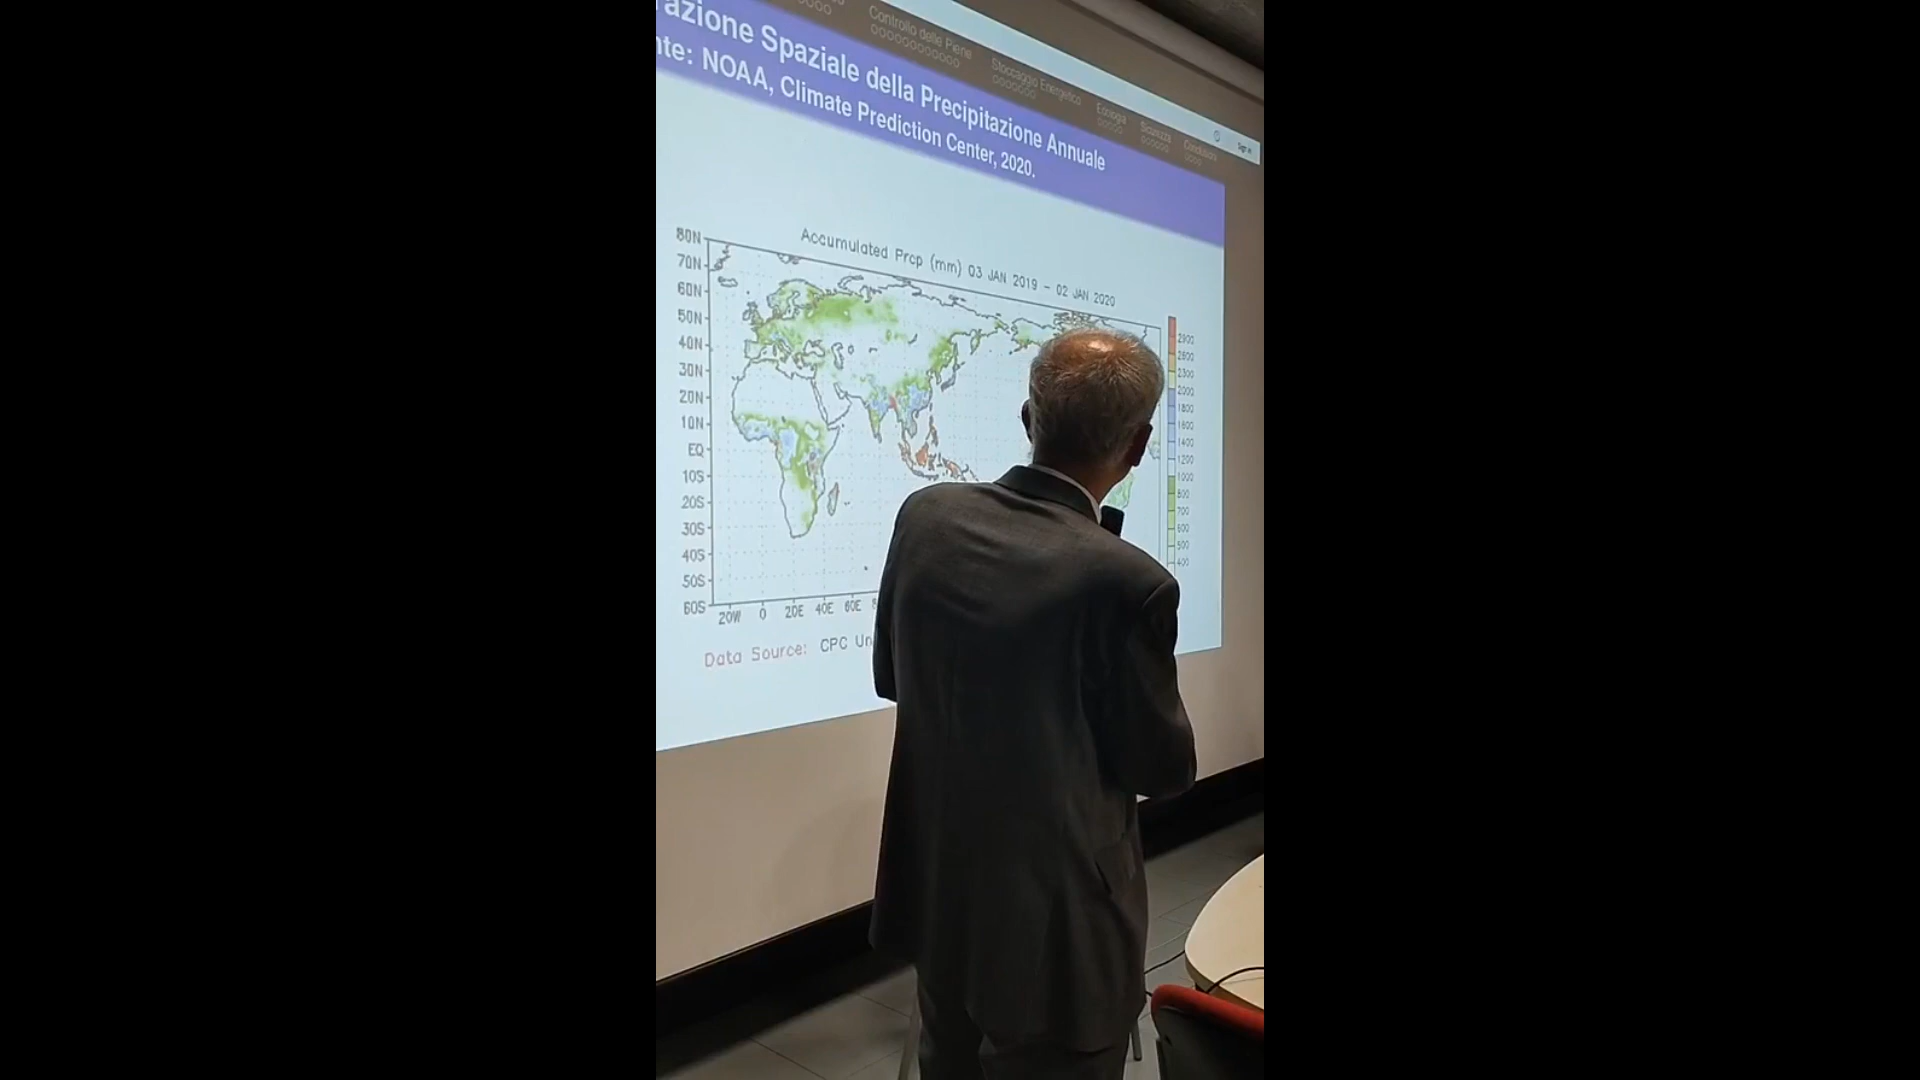 Controllo delle Piene
Stoccaggio Energetico
Ecologia
Sicurezza
Conclusioni
Sign in
azione Spaziale della Precipitazione Annuale
nte: NOAA, Climate Prediction Center, 2020.
Accumulated Prcp (mm) 03 JAN 2019 – 02 JAN 2020
80N
70N
60N
50N
40N
30N
20N
10N
EQ
10S
20S
30S
40S
50S
60S
20W 0 20E 40E 60E
2900
2600
2300
2000
1800
1600
1400
1200
1000
800
700
600
500
400
Data Source: CPC Un